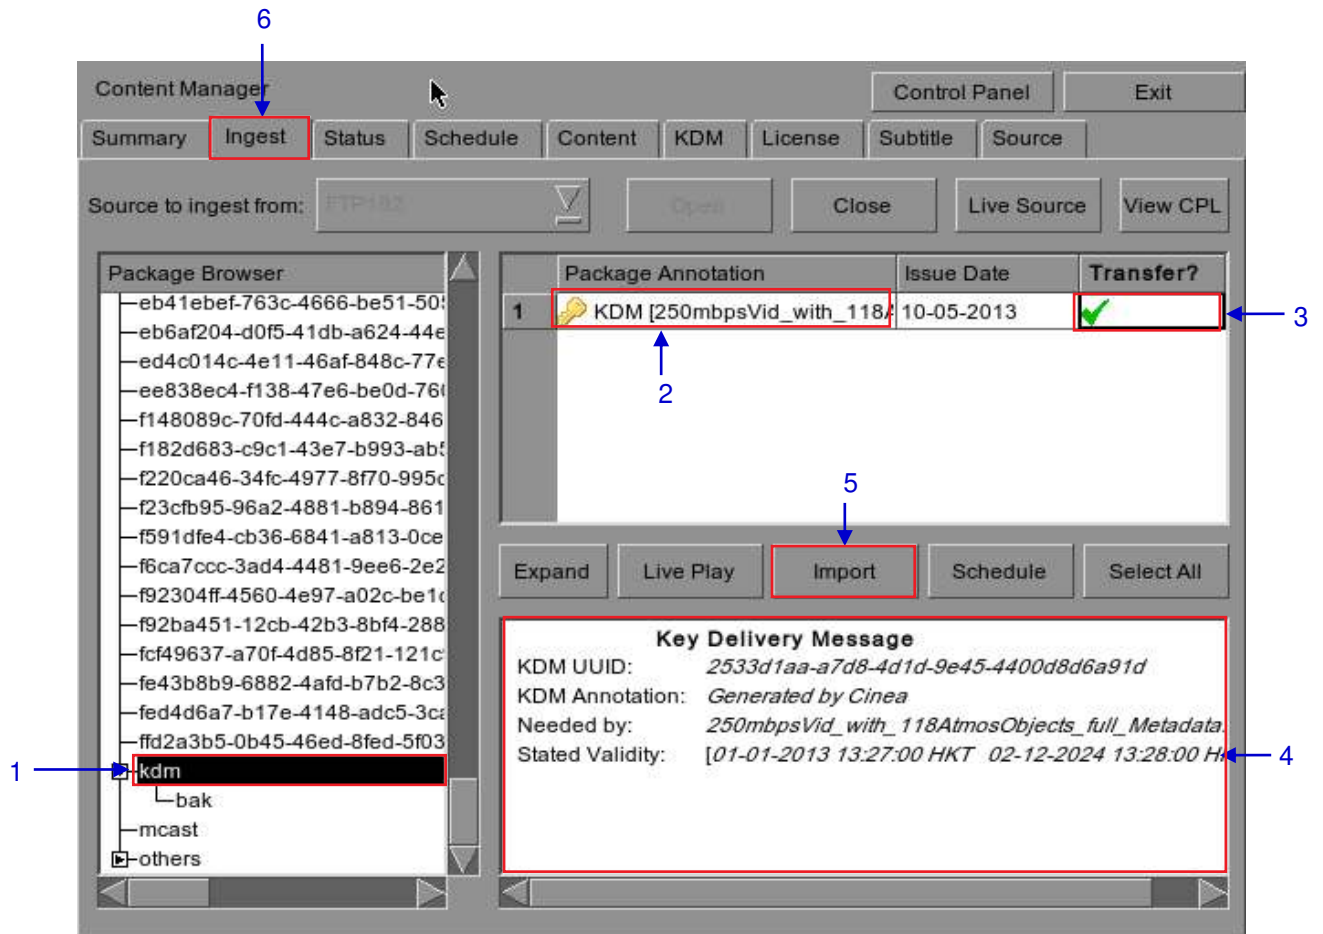 6
Content Manager
Control Panel
Exit
Summary
Ingest
Status
Schedule
Content
KDM
License
Subtitle
Source
Source to ingest from:
FTP182
Open
Close
Live Source
View CPL
Package Browser
eb41ebef-763c-4666-be51-50
eb6af204-d0f5-41db-a624-44e
ed4c014c-4e11-46af-848c-77e
ee838ec4-f138-47e6-be0d-76
f148089c-70fd-444c-a832-846
f182d683-c9c1-43e7-b993-ab
f220ca46-34fc-4977-8f70-995c
f23cfb95-96a2-4881-b894-861
f591dfe4-cb36-6841-a813-0ce
f6ca7ccc-3ad4-4481-9ee6-2e2
f92304ff-4560-4e97-a02c-be1
f92ba451-12cb-42b3-8bf4-288
fcf49637-a70f-4d85-8f21-121c
fe43b8b9-6882-4afd-b7b2-8c3
fed4d6a7-b17e-4148-adc5-3c
ffd2a3b5-0b45-46ed-8fed-5f03
1
kdm
bak
mcast
others
Package Annotation
Issue Date
Transfer?
1
KDM [250mbpsVid_with_118A
10-05-2013
3
2
5
Expand
Live Play
Import
Schedule
Select All
Key Delivery Message
KDM UUID: 2533d1aa-a7d8-4d1d-9e45-4400d8d6a91d
KDM Annotation: Generated by Cinea
Needed by: 250mbpsVid_with_118AtmosObjects_full_Metadata
Stated Validity: [01-01-2013 13:27:00 HKT 02-12-2024 13:28:00 H
4